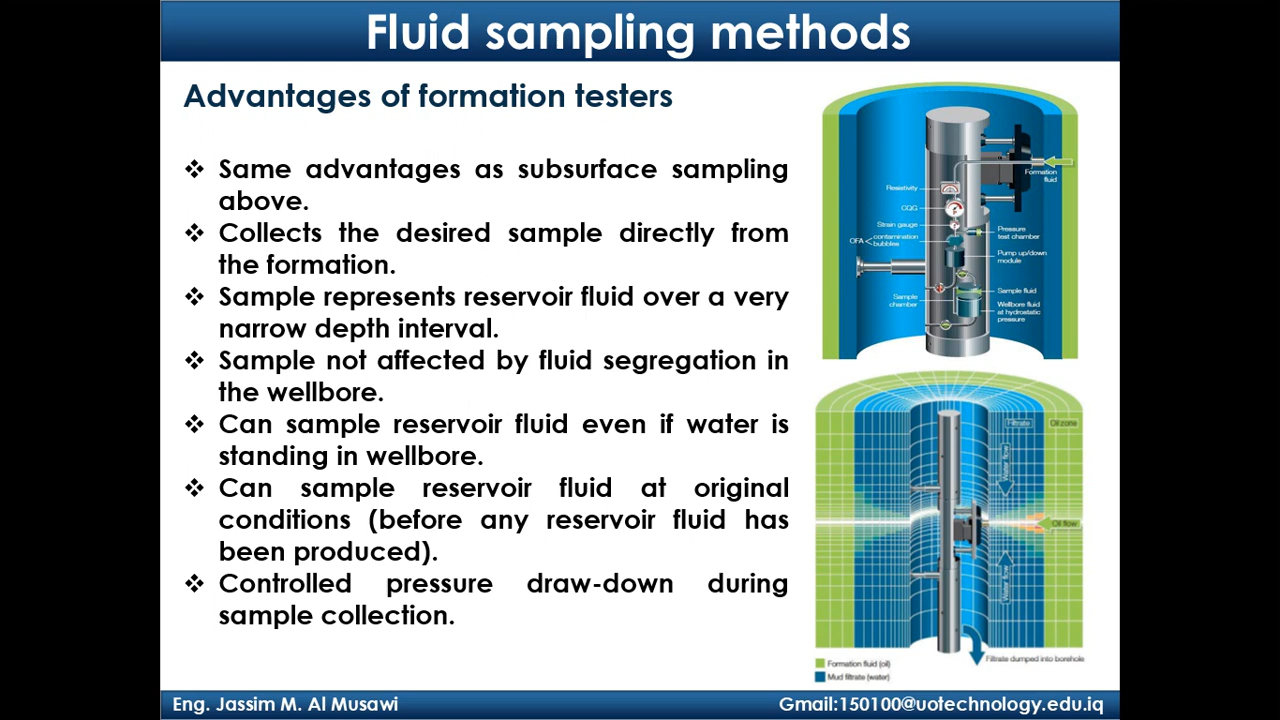 Fluid sampling methods
Advantages of formation testers
❖ Same advantages as subsurface sampling
above.
❖ Collects the desired sample directly from
the formation.
❖ Sample represents reservoir fluid over a very
narrow depth interval.
❖ Sample not affected by fluid segregation in
the wellbore.
❖ Can sample reservoir fluid even if water is
standing in wellbore.
❖ Can sample reservoir fluid at original
conditions (before any reservoir fluid has
been produced).
❖ Controlled pressure draw-down during
sample collection.
Formation
fluid
Resistivity
CQG
Strain gauge
OFA
contamination
bubbles
Pressure
test chamber
Pump up/down
module
Sample
chamber
Sample fluid
Wellbore fluid
at hydrostatic
pressure
Filtrate
Oil zone
Water flow
Oil flow
Water flow
Filtrate dumped into borehole
Formation fluid (oil)
Mud filtrate (water)
Eng. Jassim M. Al Musawi
Gmail:150100@uotechnology.edu.iq